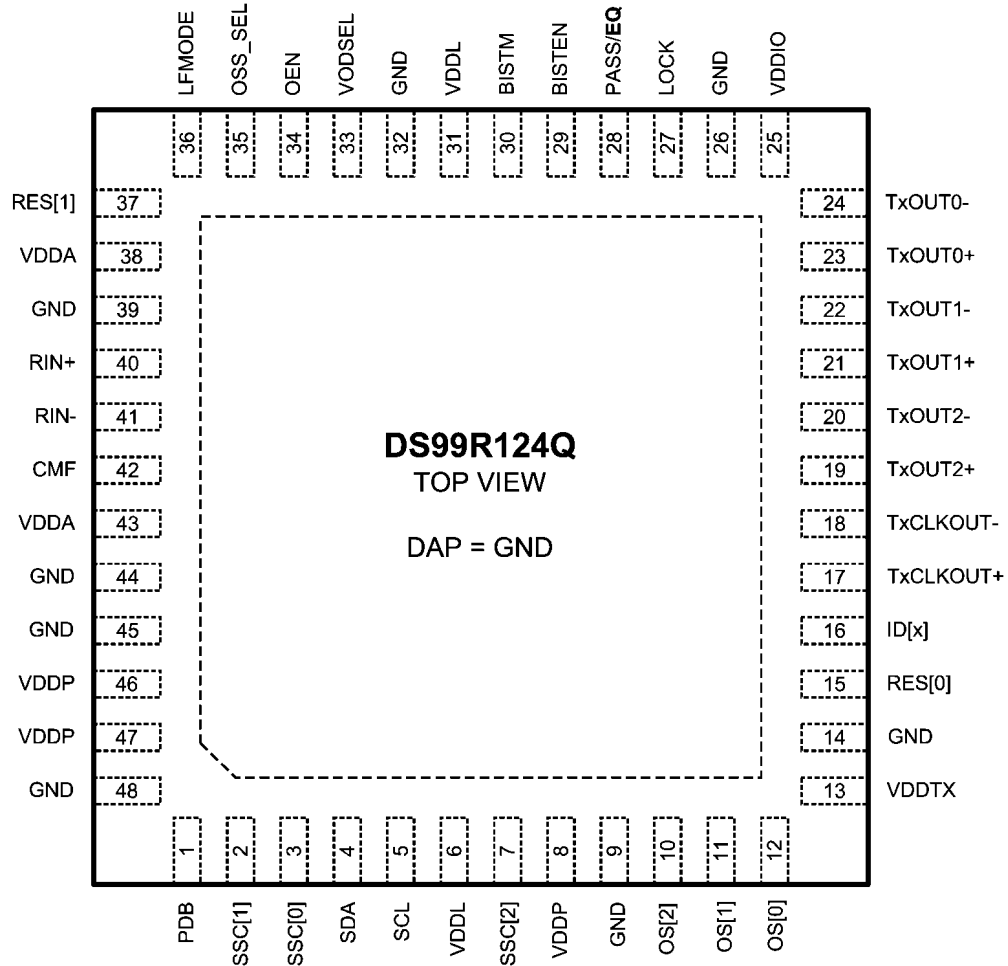 LFMODE
OSS_SEL
OEN
VODSEL
GND
VDDL
BISTM
BISTEN
PASS/EQ
LOCK
GND
VDDIO
36
35
34
33
32
31
30
29
28
27
26
25
RES[1] 37
VDDA 38
GND 39
RIN+ 40
RIN- 41
CMF 42
VDDA 43
GND 44
GND 45
VDDP 46
VDDP 47
GND 48
DS99R124Q
TOP VIEW
DAP = GND
24 TxOUT0-
23 TxOUT0+
22 TxOUT1-
21 TxOUT1+
20 TxOUT2-
19 TxOUT2+
18 TxCLKOUT-
17 TxCLKOUT+
16 ID[x]
15 RES[0]
14 GND
13 VDDTX
1
2
3
4
5
6
7
8
9
10
11
12
PDB
SSC[1]
SSC[0]
SDA
SCL
VDDL
SSC[2]
VDDP
GND
OS[2]
OS[1]
OS[0]